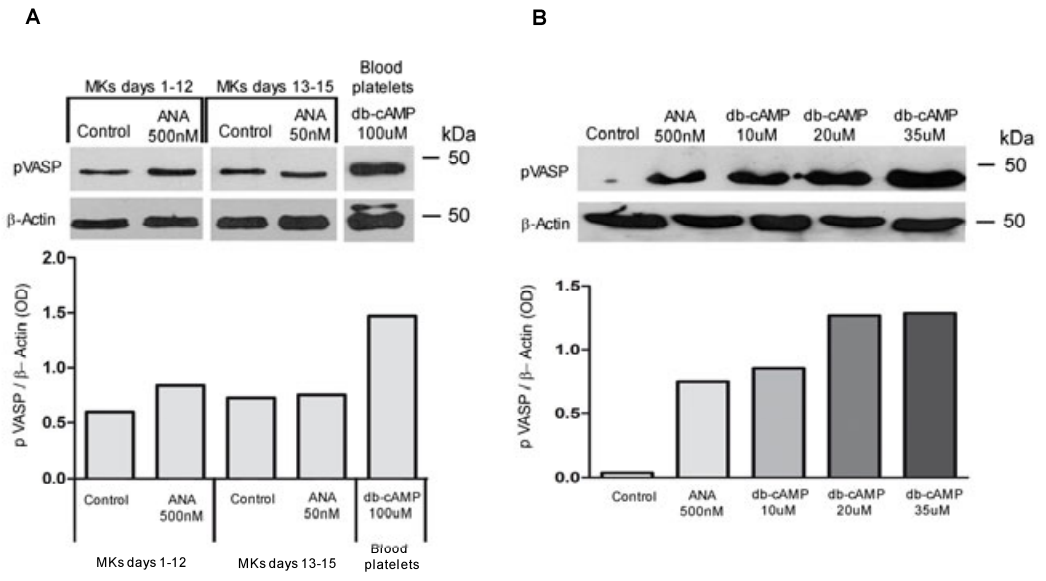 A
B
Blood
platelets
MKs days 1-12
MKs days 13-15
Control
ANA
500nM
Control
ANA
50nM
db-cAMP
100uM
kDa
pVASP
50
β-Actin
50
2.0
1.5
1.0
0.5
0.0
p VASP / β– Actin (OD)
Control
ANA
500nM
Control
ANA
50nM
db-cAMP
100uM
MKs days 1-12
MKs days 13-15
Blood
platelets
Control
ANA
500nM
db-cAMP
10uM
db-cAMP
20uM
db-cAMP
35uM
kDa
pVASP
50
β-Actin
50
1.5
1.0
0.5
0.0
p VASP / β– Actin (OD)
Control
ANA
500nM
db-cAMP
10uM
db-cAMP
20uM
db-cAMP
35uM